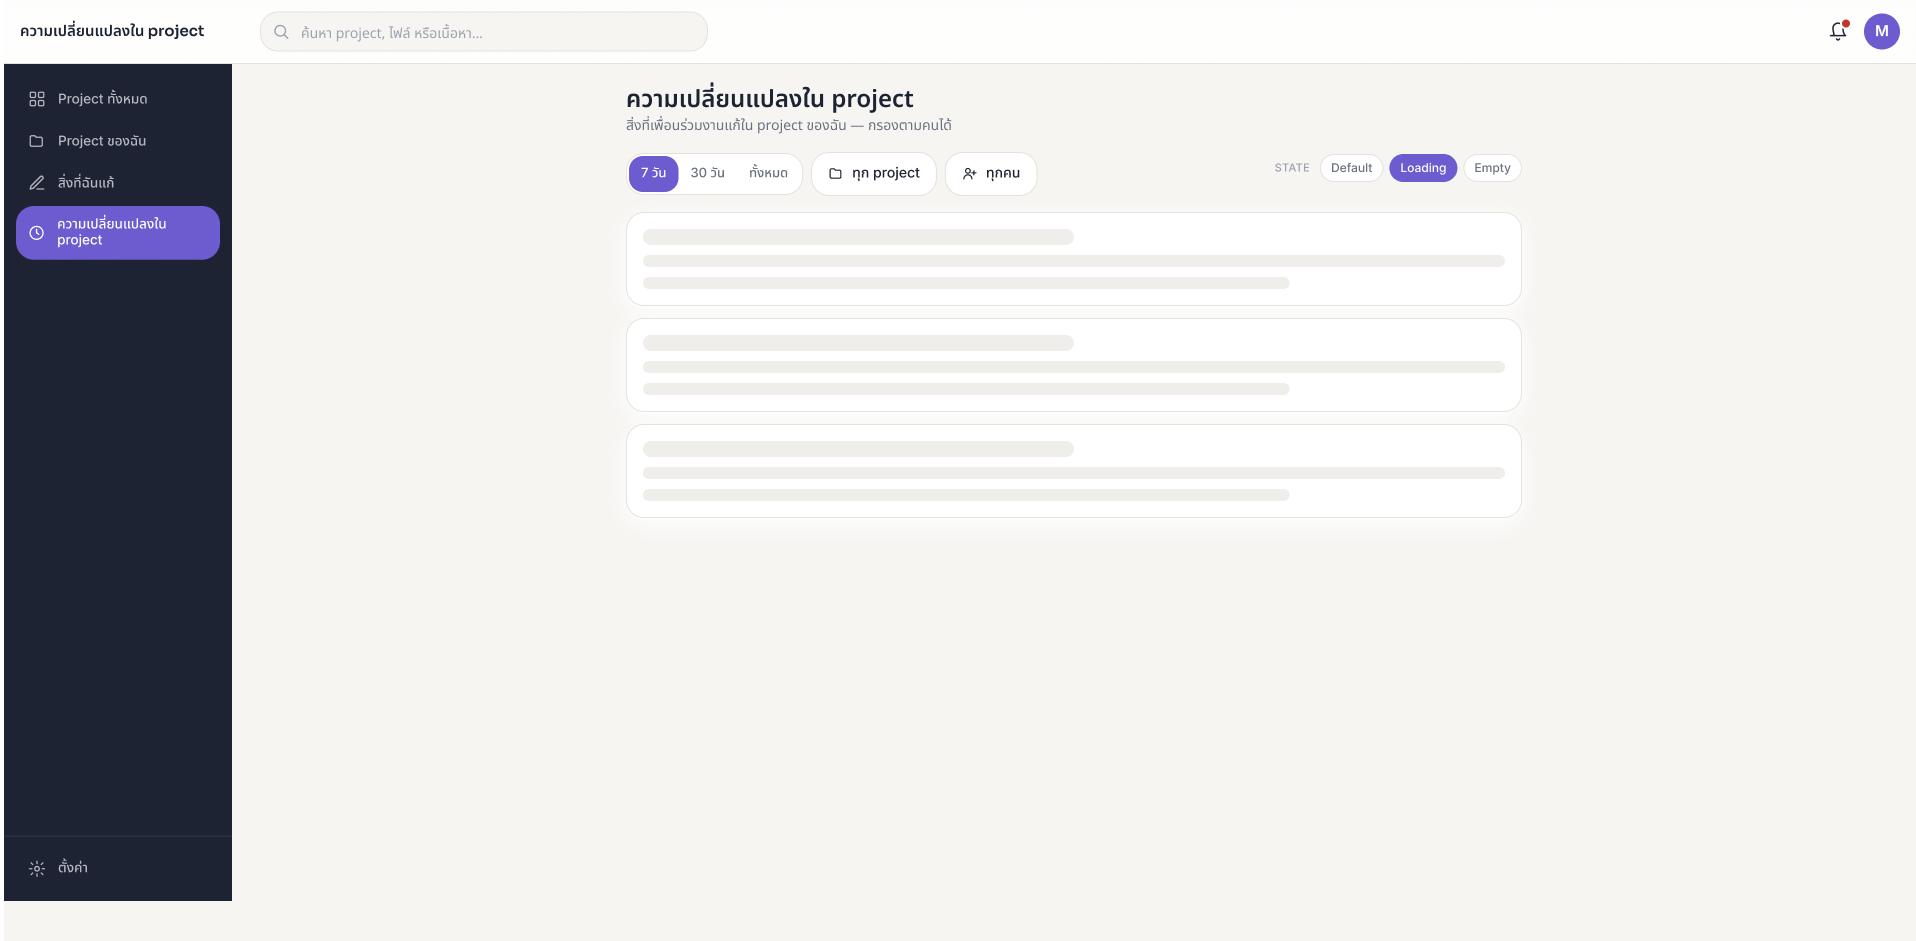 ความเปลี่ยนแปลงใน project
ค้นหา project, ไฟล์ หรือเนื้อหา...
M
Project ทั้งหมด
Project ของฉัน
สิ่งที่ฉันแก้
ความเปลี่ยนแปลงใน
project
ตั้งค่า
ความเปลี่ยนแปลงใน project
สิ่งที่เพื่อนร่วมงานแก้ใน project ของฉัน — กรองตามคนได้
7 วัน 30 วัน ทั้งหมด ทุก project ทุกคน STATE Default Loading Empty